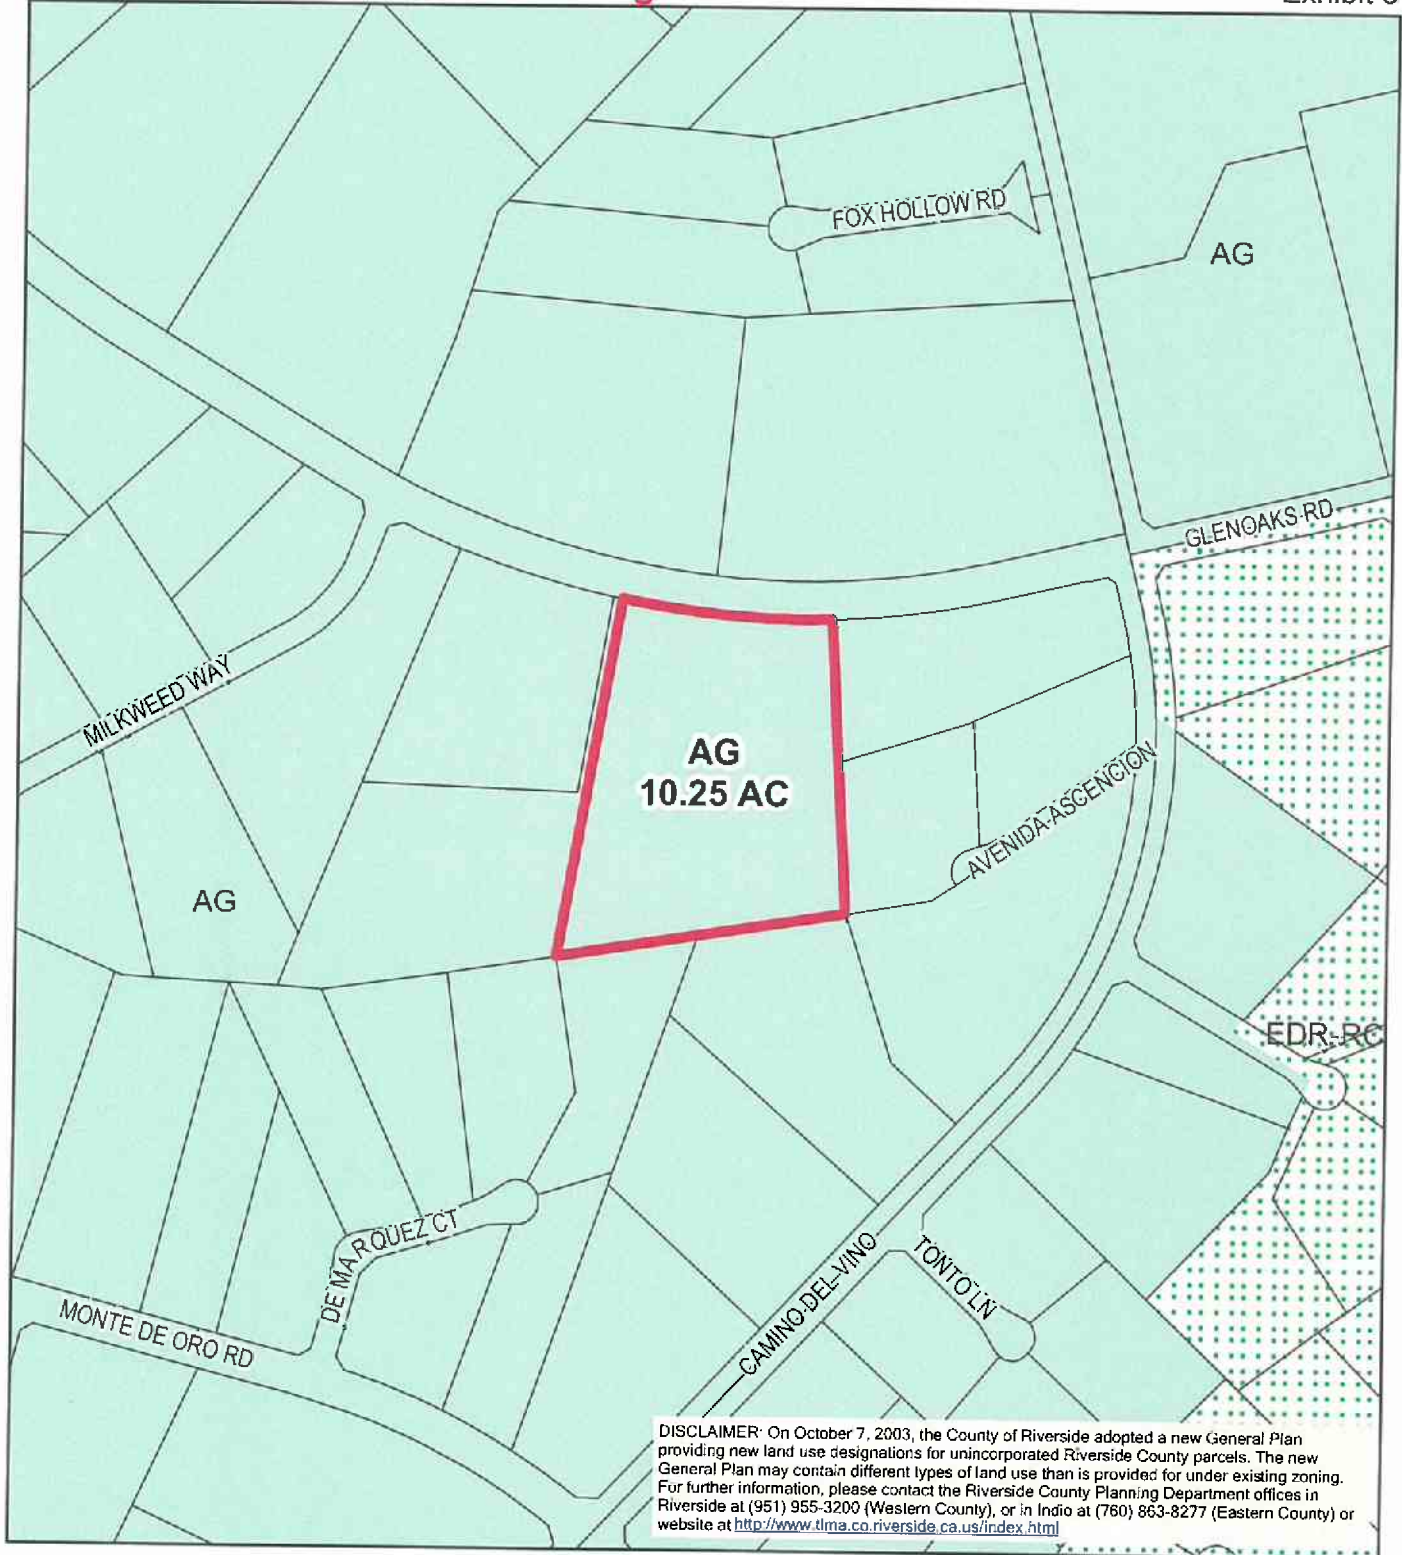 FOX HOLLOW RD
AG
GLENOAKS RD
MILKWEED WAY
AG
10.25 AC
AVENIDA ASCENCION
AG
EDR-RC
DE MARQUEZ CT
TONTO LN
CAMINO DEL VINO
MONTE DE ORO RD
DISCLAIMER: On October 7, 2003, the County of Riverside adopted a new General Plan
providing new land use designations for unincorporated Riverside County parcels. The new
General Plan may contain different types of land use than is provided for under existing zoning.
For further information, please contact the Riverside County Planning Department offices in
Riverside at (951) 955-3200 (Western County), or in Indio at (760) 863-8277 (Eastern County) or
website at http://www.tlma.co.riverside.ca.us/index.html